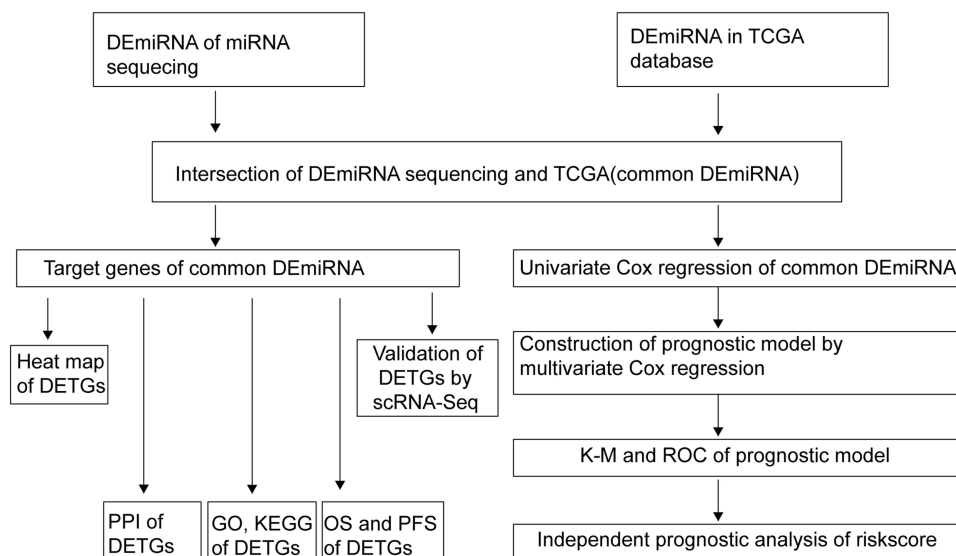 DEmiRNA of miRNA
sequecing
DEmiRNA in TCGA
database
Intersection of DEmiRNA sequencing and TCGA(common DEmiRNA)
Target genes of common DEmiRNA
Univariate Cox regression of common DEmiRNA
Heat map
of DETGs
Validation of
DETGs by
scRNA-Seq
Construction of prognostic model by
multivariate Cox regression
K-M and ROC of prognostic model
PPI of
DETGs
GO, KEGG
of DETGs
OS and PFS
of DETGs
Independent prognostic analysis of riskscore